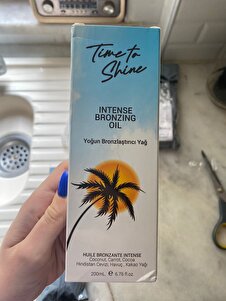 Time to
Shine
INTENSE
BRONZING
OIL
Yoğun Bronzlaştırıcı Yağ
HUILE BRONZANTE INTENSE
Coconut, Carrot, Cocoa
Hindistan Cevizi, Havuç, Kakao Yağı
200mL ℮ 6.78 fl.oz